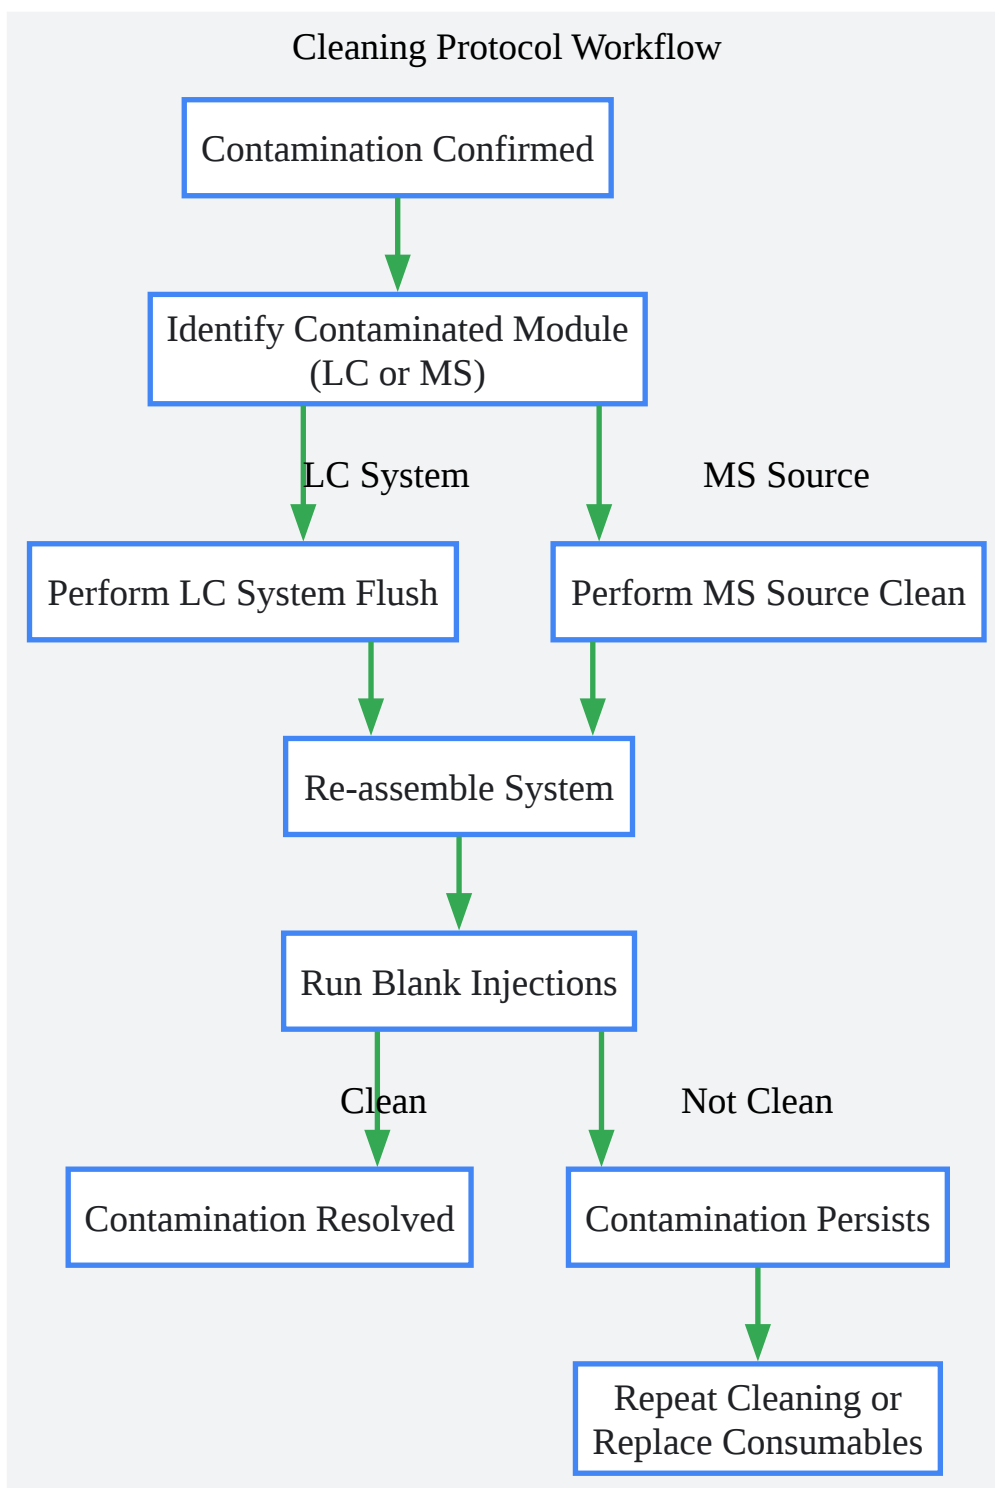 Cleaning Protocol Workflow
Contamination Confirmed
Identify Contaminated Module
(LC or MS)
LC System
MS Source
Perform LC System Flush
Perform MS Source Clean
Re-assemble System
Run Blank Injections
Clean
Not Clean
Contamination Resolved
Contamination Persists
Repeat Cleaning or
Replace Consumables